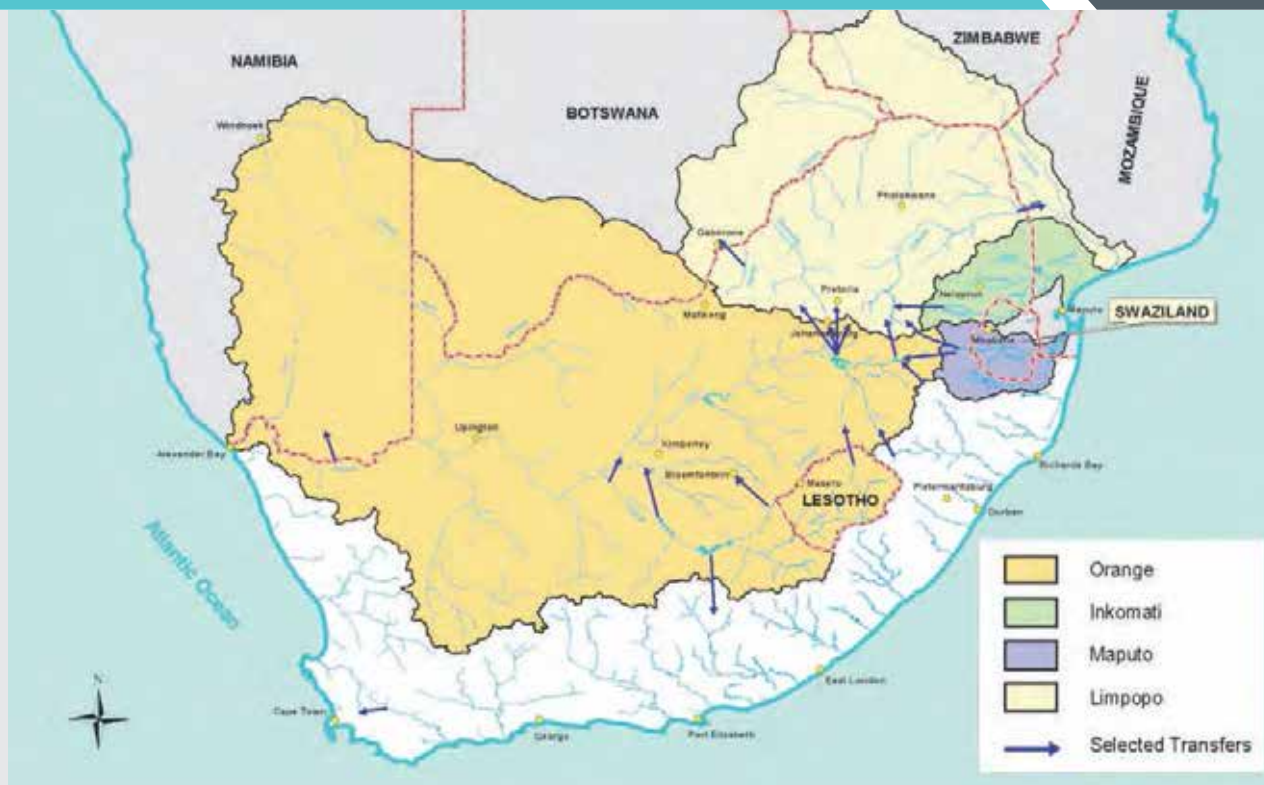 NAMIBIA
ZIMBABWE
BOTSWANA
MOZAMBIQUE
Windhoek
Gaborone
Pretoria
Nelspruit
Maputo
SWAZILAND
Mbabane
Mafikeng
Upington
Kimberley
Bloemfontein
Maseru
LESOTHO
Alexander Bay
Richards Bay
Pietermaritzburg
Durban
Atlantic Ocean
East London
Cape Town
George
Port Elizabeth
N
Orange
Inkomati
Maputo
Limpopo
Selected Transfers